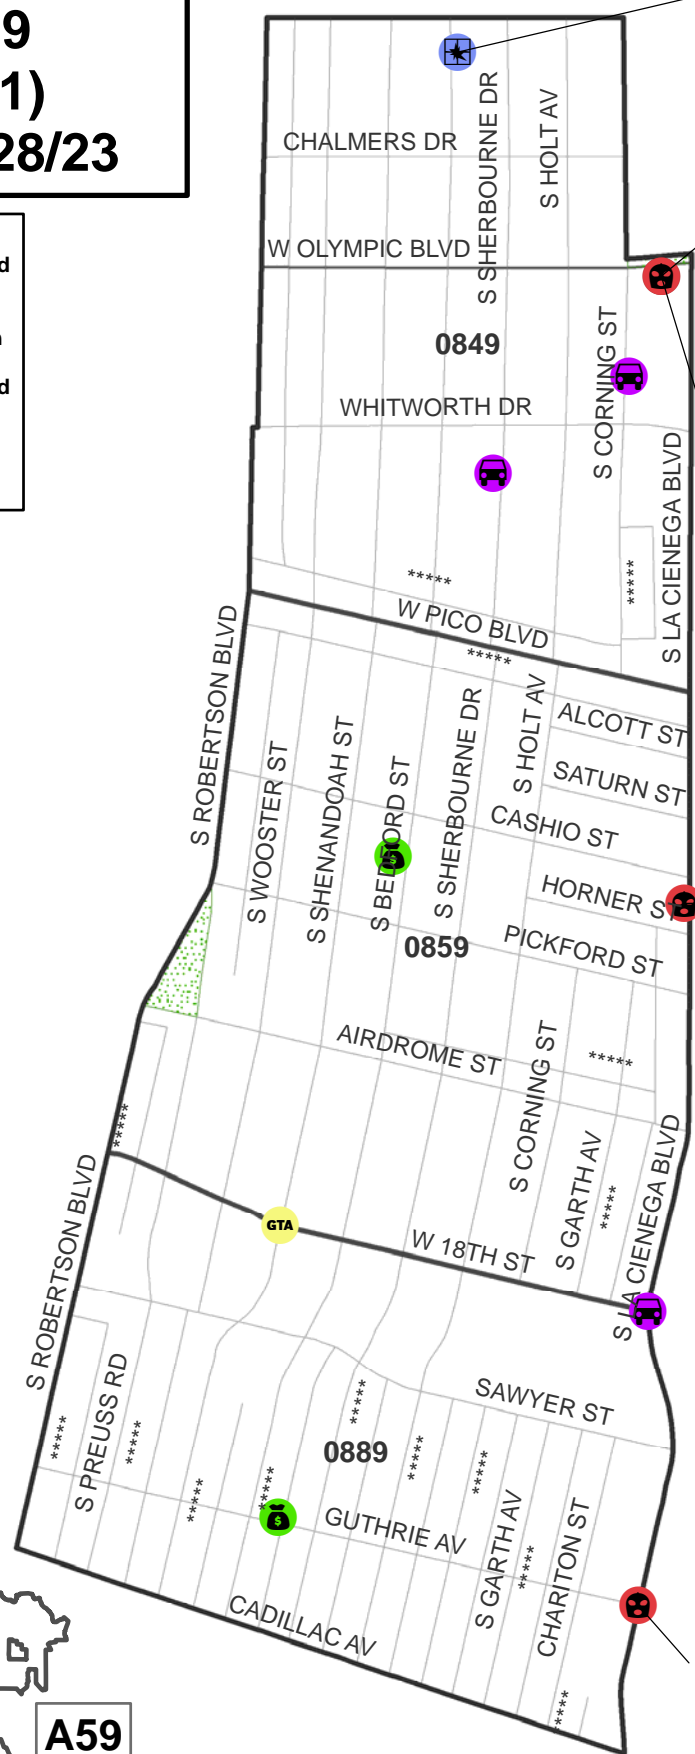 9
1)
28/23
d
n
d
CHALMERS DR
S SHERBOURNE DR
S HOLT AV
W OLYMPIC BLVD
0849
S CORNING ST
WHITWORTH DR
S LA CIENEGA BLVD
*****
*****
W PICO BLVD
*****
S ROBERTSON BLVD
S HOLT AV
ALCOTT ST
S WOOSTER ST
S SHENANDOAH ST
S BEDFORD ST
S SHERBOURNE DR
SATURN ST
CASHIO ST
$
HORNER ST
0859
PICKFORD ST
AIRDROME ST
S CORNING ST
*****
*****
S GARTH AV
*****
S LA CIENEGA BLVD
S ROBERTSON BLVD
GTA
W 18TH ST
SAWYER ST
S PREUSS RD
*****
*****
*****
*****
*****
0889
*****
*****
$
GUTHRIE AV
S GARTH AV
*****
CHARITON ST
CADILLAC AV
*****
A59